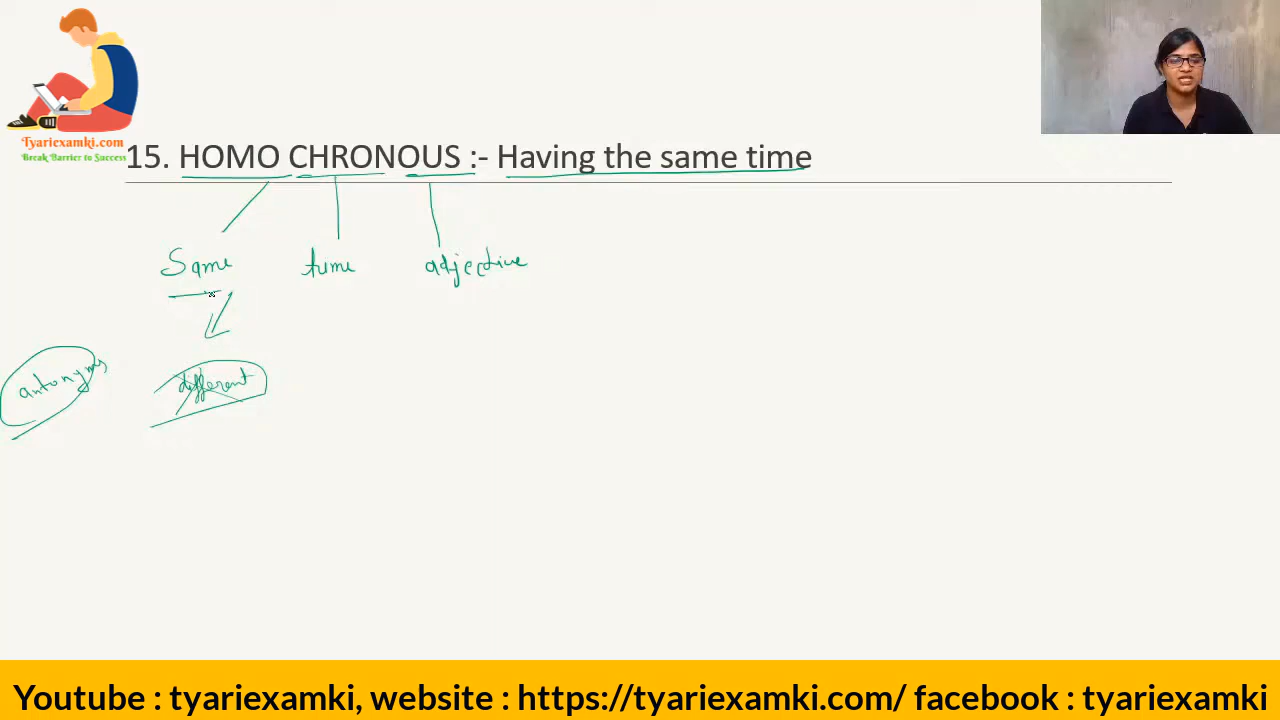 Tyariexamki.com
Break Barrier to Success
15. HOMO CHRONOUS :- Having the same time
Same time adjective
antonyms different
Youtube : tyariexamki, website : https://tyariexamki.com/ facebook : tyariexamki